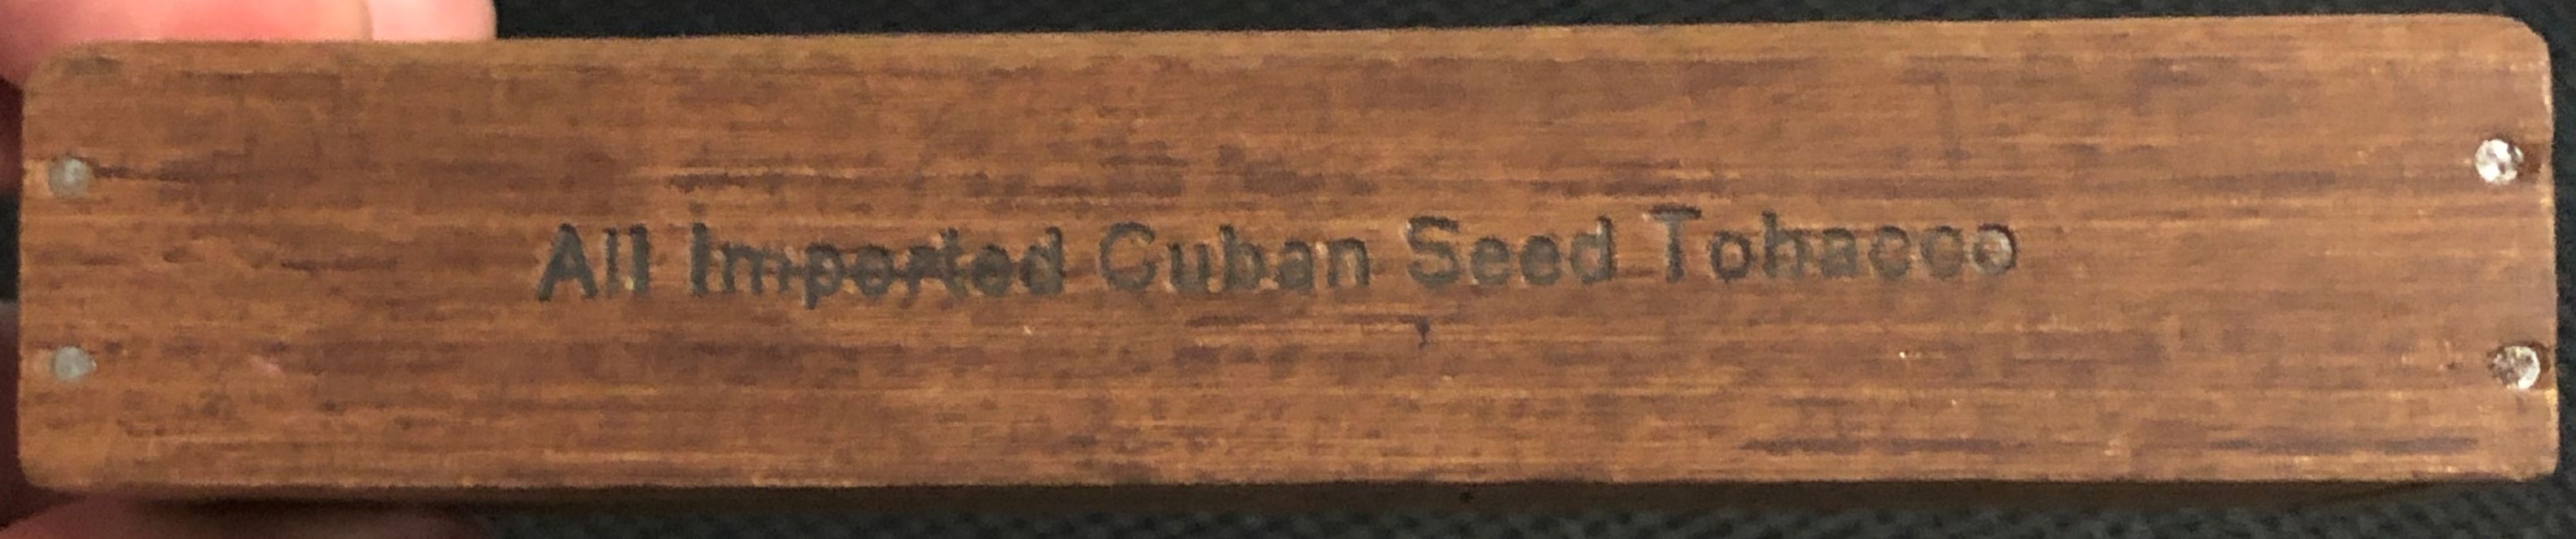 All Imported Cuban Seed Tobacco